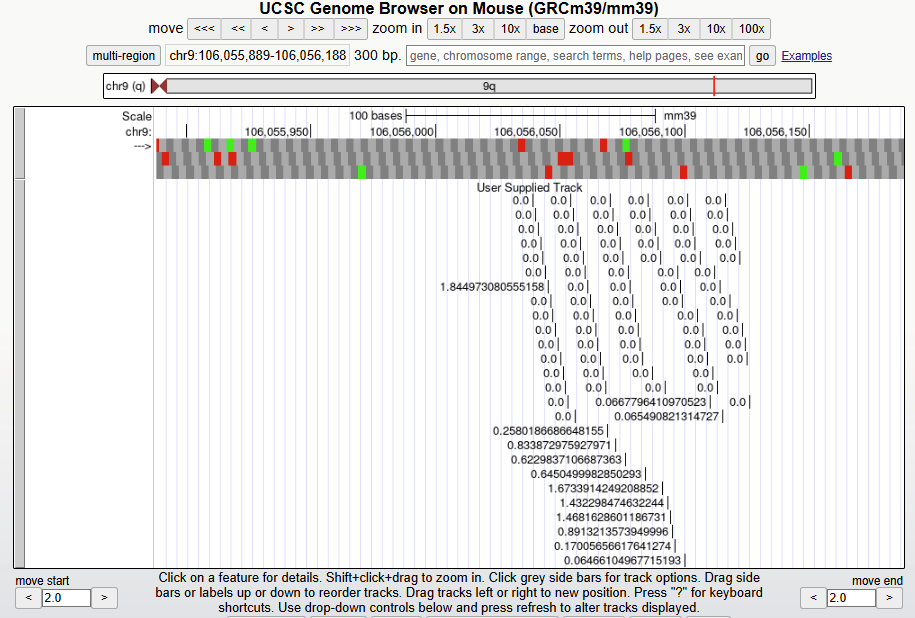 UCSC Genome Browser on Mouse (GRCm39/mm39)
move <<< << < > >> >>> zoom in 1.5x 3x 10x base zoom out 1.5x 3x 10x 100x
multi-region chr9:106,055,889-106,056,188 300 bp. gene, chromosome range, search terms, help pages, see exan go Examples
chr9 (q) 9q
Scale 100 bases mm39
chr9: 106,055,950 106,056,000 106,056,050 106,056,100 106,056,150
--->
User Supplied Track
0.0 0.0 0.0 0.0 0.0 0.0
0.0 0.0 0.0 0.0 0.0 0.0
0.0 0.0 0.0 0.0 0.0 0.0
0.0 0.0 0.0 0.0 0.0 0.0
0.0 0.0 0.0 0.0 0.0 0.0
0.0 0.0 0.0 0.0 0.0
1.844973080555158 0.0 0.0 0.0 0.0
0.0 0.0 0.0 0.0 0.0
0.0 0.0 0.0 0.0 0.0
0.0 0.0 0.0 0.0 0.0
0.0 0.0 0.0 0.0 0.0
0.0 0.0 0.0 0.0 0.0
0.0 0.0 0.0 0.0
0.0 0.0 0.0 0.0
0.0 0.0667796410970523 0.0
0.0 0.065490821314727
0.2580186686648155
0.833872975927971
0.6229837106687363
0.6450499982850293
1.6733914249208852
1.432298474632244
1.4681628601186731
0.8913213573949996
0.17005656617641274
0.06466104967715193
move start
< 2.0 >
Click on a feature for details. Shift+click+drag to zoom in. Click grey side bars for track options. Drag side
bars or labels up or down to reorder tracks. Drag tracks left or right to new position. Press "?" for keyboard
shortcuts. Use drop-down controls below and press refresh to alter tracks displayed.
move end
< 2.0 >